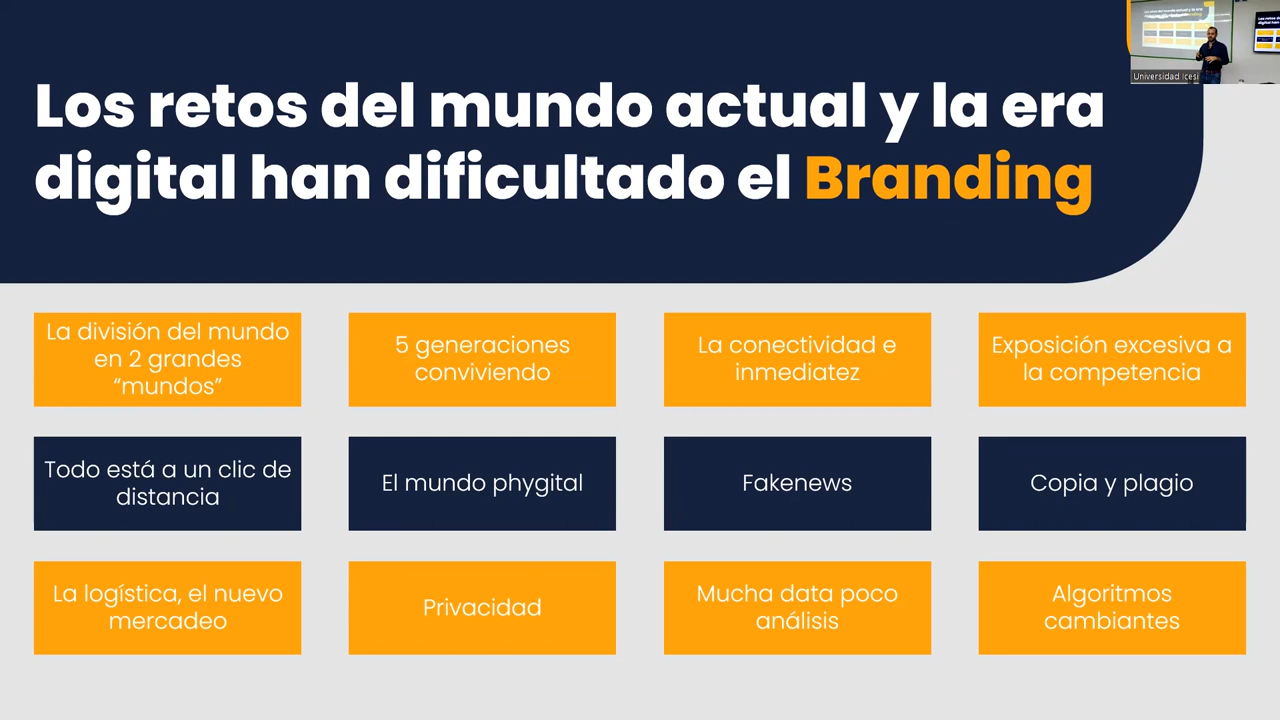 Los retos del mundo actual y la era
digital han dificultado el Branding
Universidad Icesi
La división del mundo
en 2 grandes
“mundos”
5 generaciones
conviviendo
La conectividad e
inmediatez
Exposición excesiva a
la competencia
Todo está a un clic de
distancia
El mundo phygital
Fakenews
Copia y plagio
La logística, el nuevo
mercadeo
Privacidad
Mucha data poco
análisis
Algoritmos
cambiantes